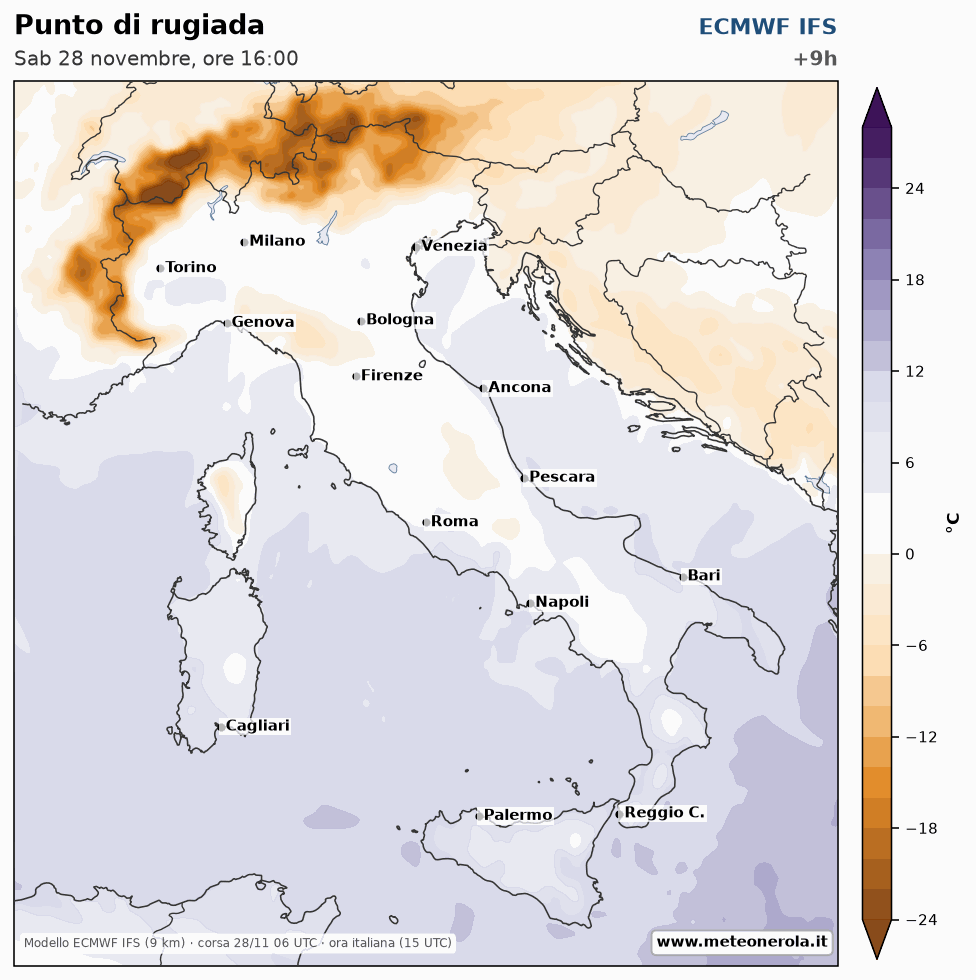 Punto di rugiada
ECMWF IFS
Sab 28 novembre, ore 16:00
+9h
Milano
Venezia
Torino
Genova
Bologna
Firenze
Ancona
Pescara
Roma
Bari
Napoli
Cagliari
Palermo
Reggio C.
24
18
12
6
0
−6
−12
−18
−24
°C
Modello ECMWF IFS (9 km) · corsa 28/11 06 UTC · ora italiana (15 UTC)
www.meteonerola.it